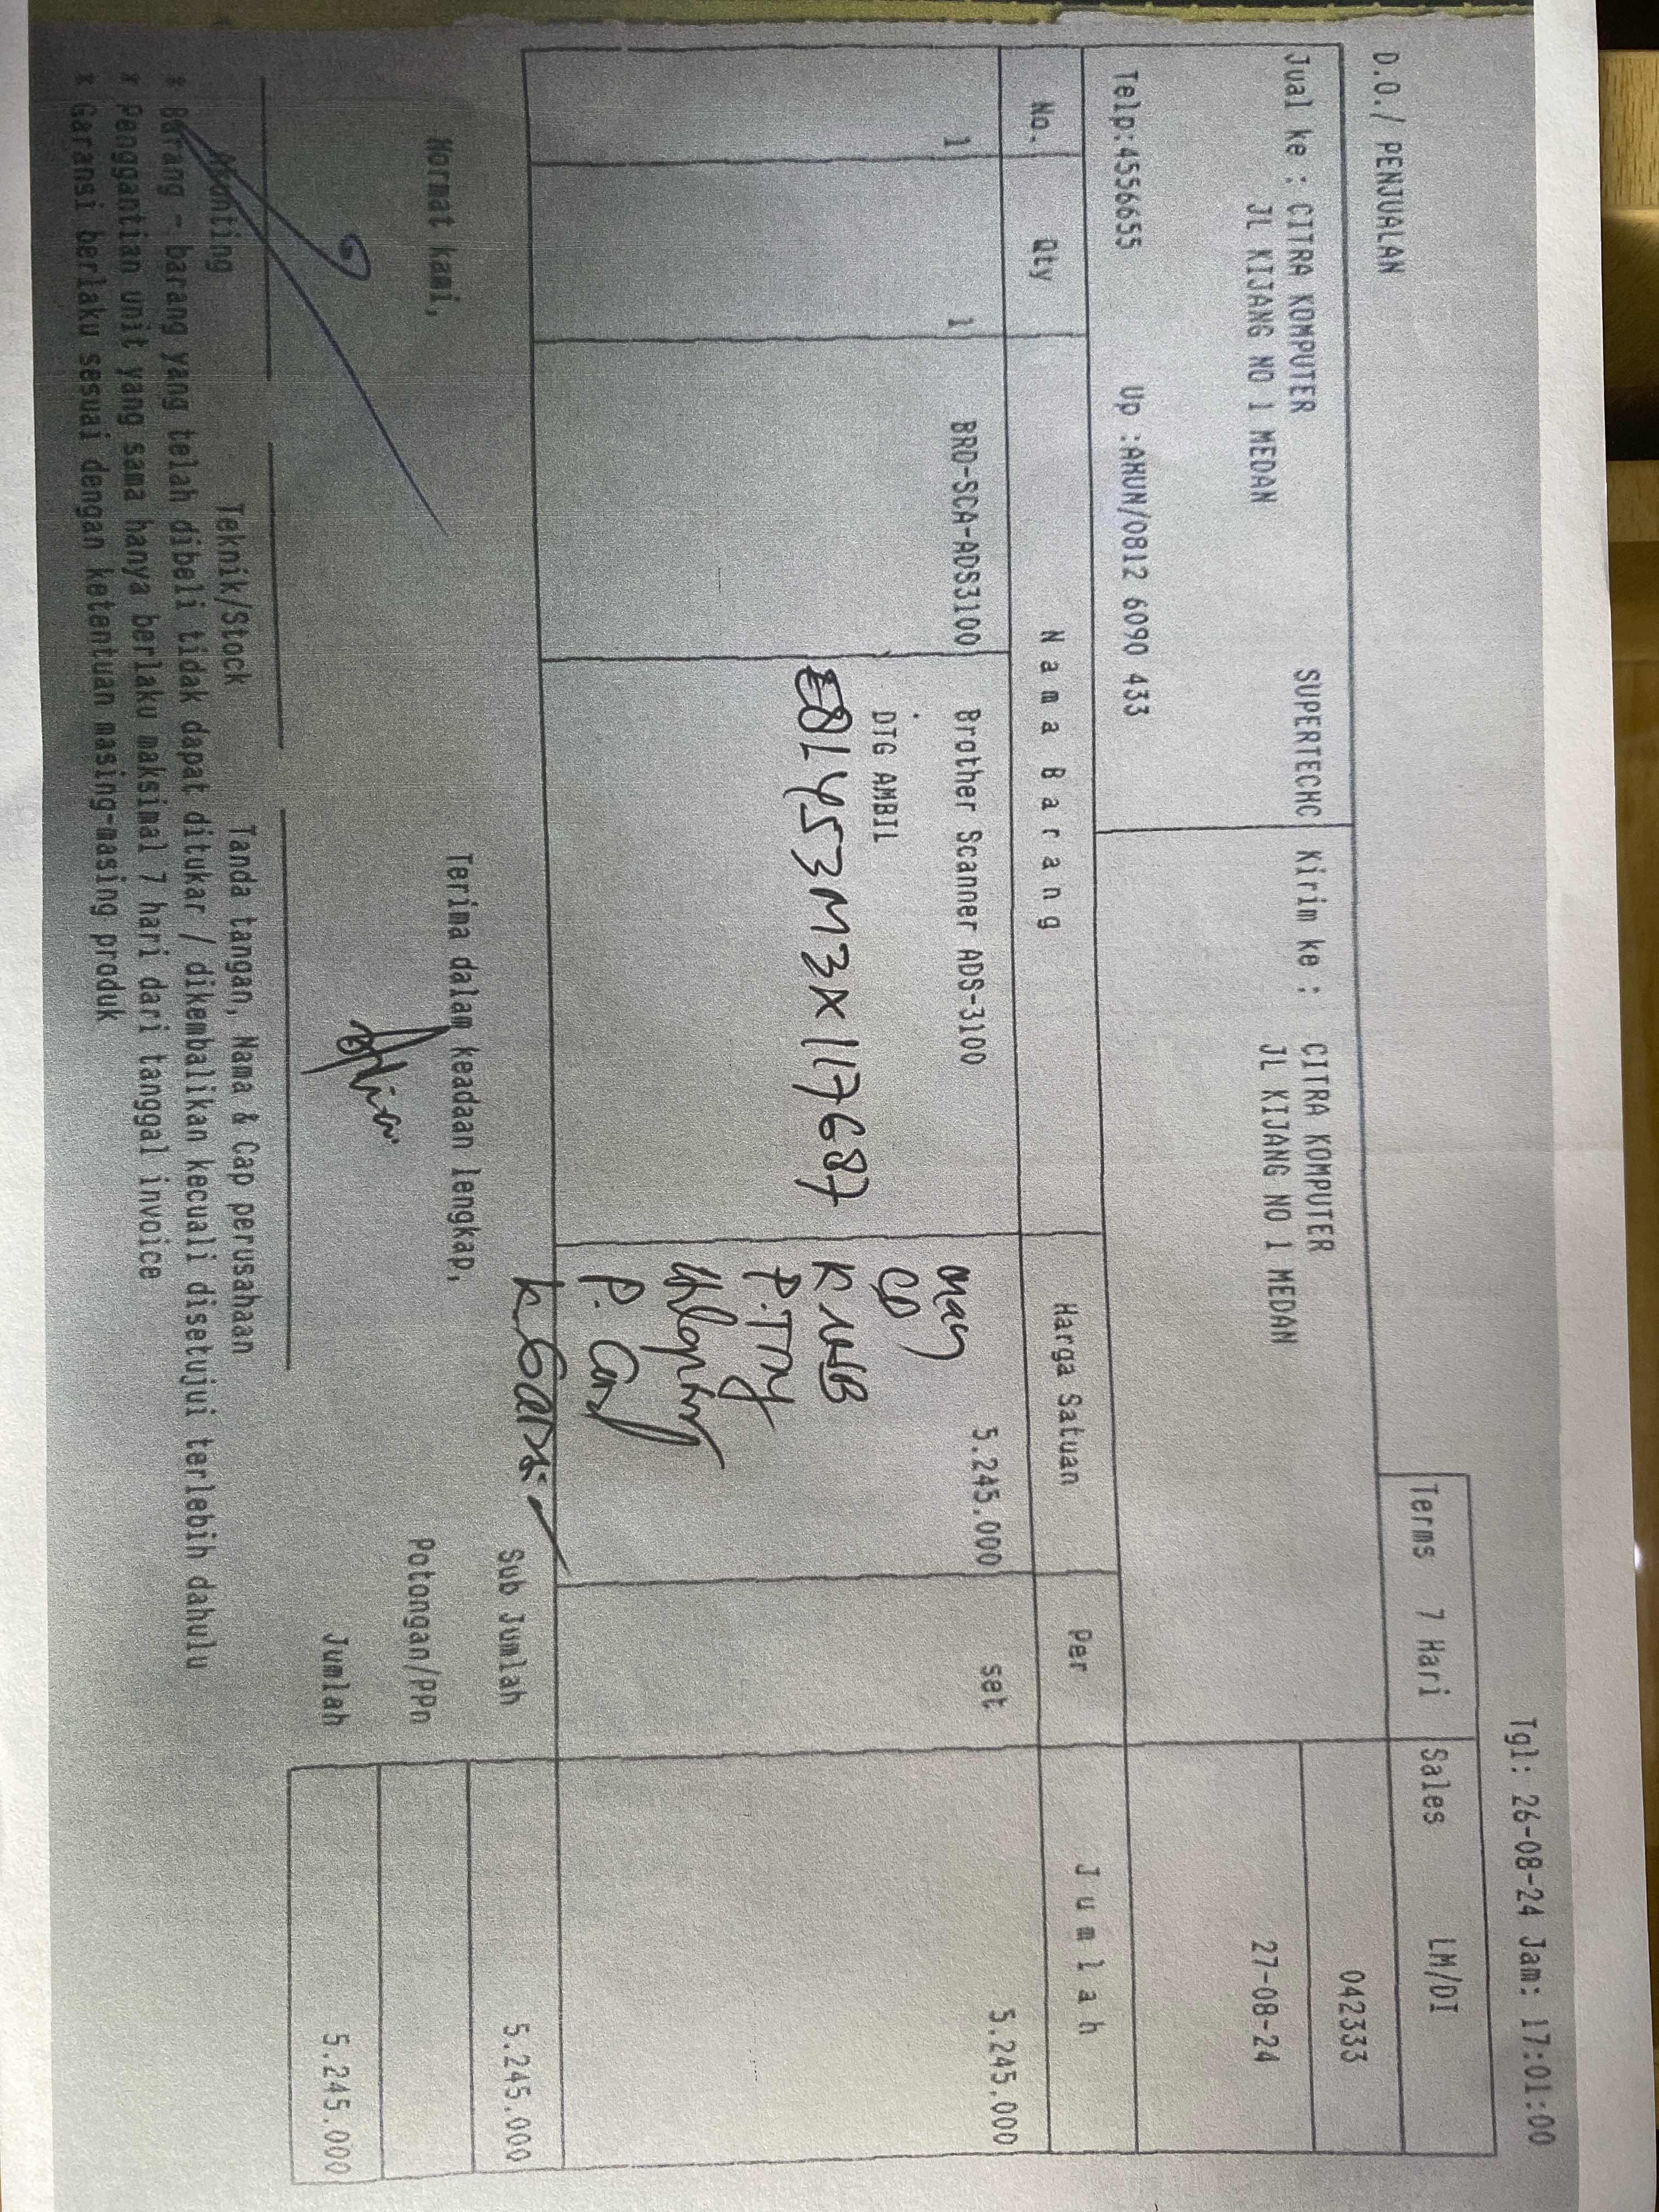 Tgl: 26-08-24 Jam: 17:01:00
D.O./ PENJUALAN
Terms 7 Hari Sales LM/DI
Jual ke : CITRA KOMPUTER SUPERTECHC Kirim ke : CITRA KOMPUTER 042333
JL KIJANG NO 1 MEDAN JL KIJANG NO 1 MEDAN 27-08-24
Telp:4556655 Up :AHUN/0812 6090 433
No. Qty Nama Barang Harga Satuan Per Jumlah
1 1 BRD-SCA-ADS3100 Brother Scanner ADS-3100 5.245.000 set 5.245.000
DTG AMBIL
CD
E8L453M3X117687
K USB
K Garansi
Sub Jumlah 5.245.000
Hormat kami, Terima dalam keadaan lengkap,
Potongan/PPn
Jumlah 5.245.000
Akunting Teknik/Stock Tanda tangan, Nama & Cap perusahaan
* Barang - barang yang telah dibeli tidak dapat ditukar / dikembalikan kecuali disetujui terlebih dahulu
* Penggantian unit yang sama hanya berlaku maksimal 7 hari dari tanggal invoice
* Garansi berlaku sesuai dengan ketentuan masing-masing produk